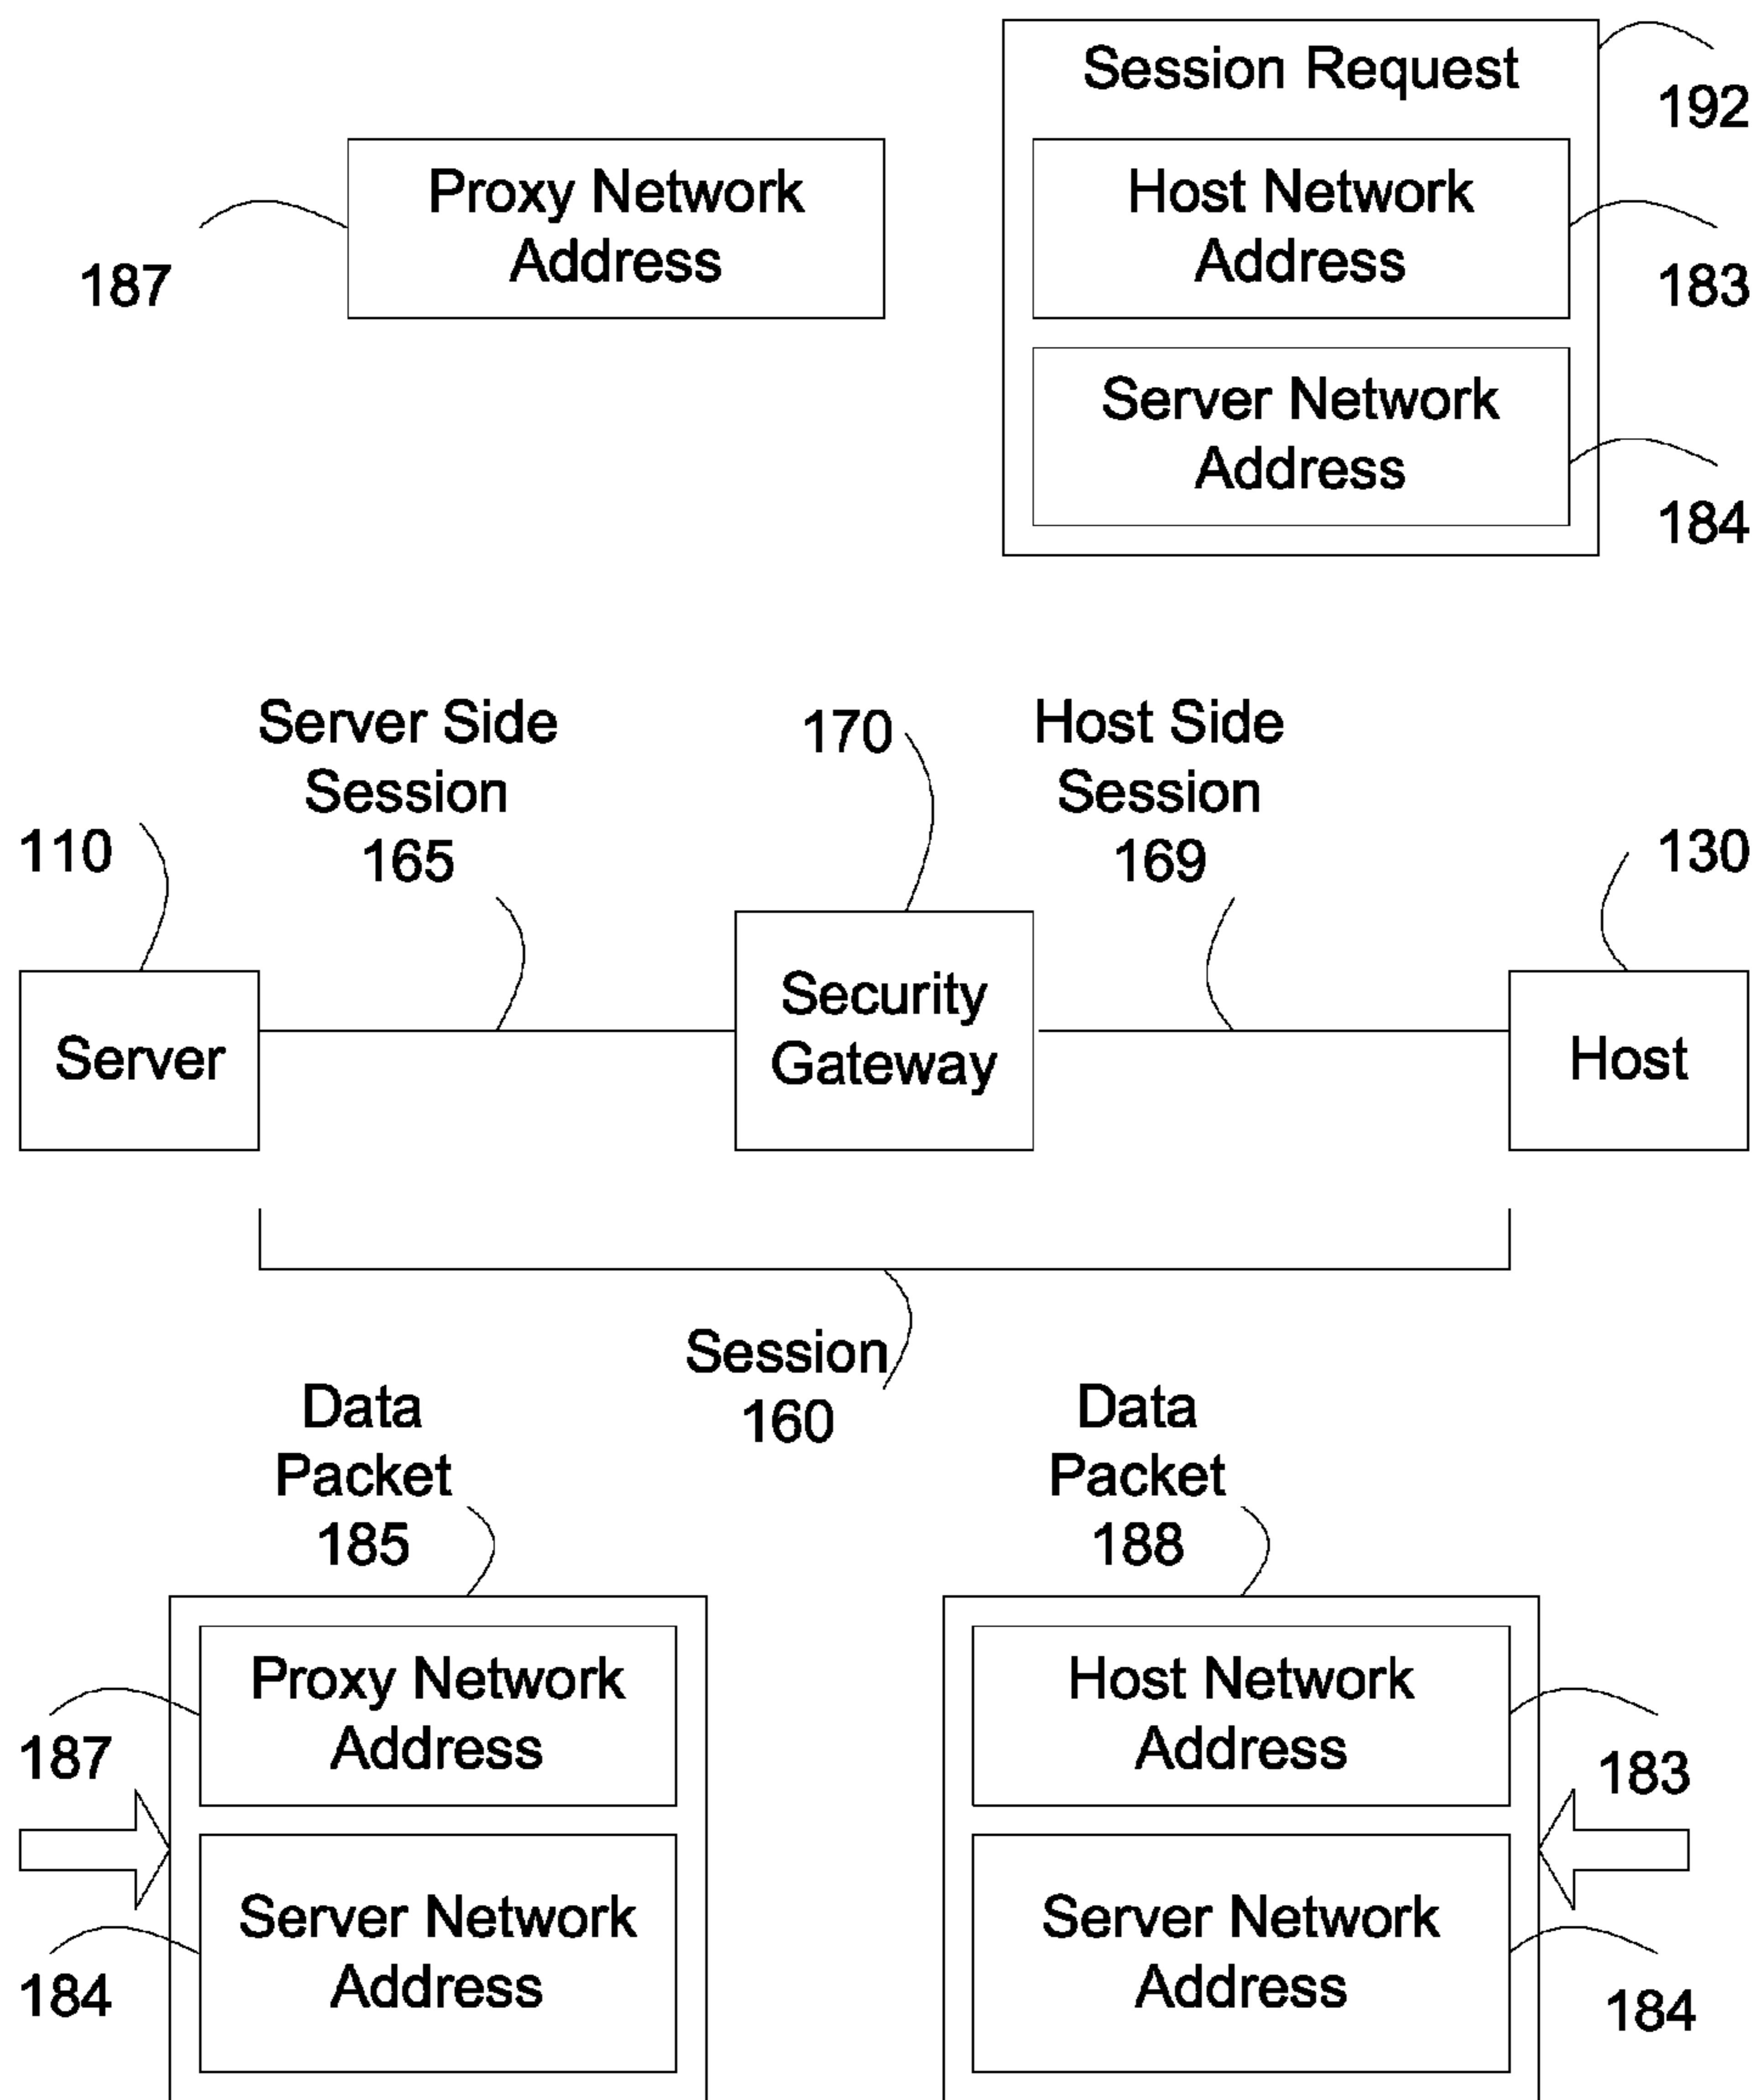 Session Request
192
Proxy Network
Address
187
Host Network
Address
183
Server Network
Address
184
Server Side
Session
165
170
Host Side
Session
169
110
130
Server
Security
Gateway
Host
Session
160
Data
Packet
185
Data
Packet
188
Proxy Network
Address
187
Server Network
Address
184
Host Network
Address
183
Server Network
Address
184